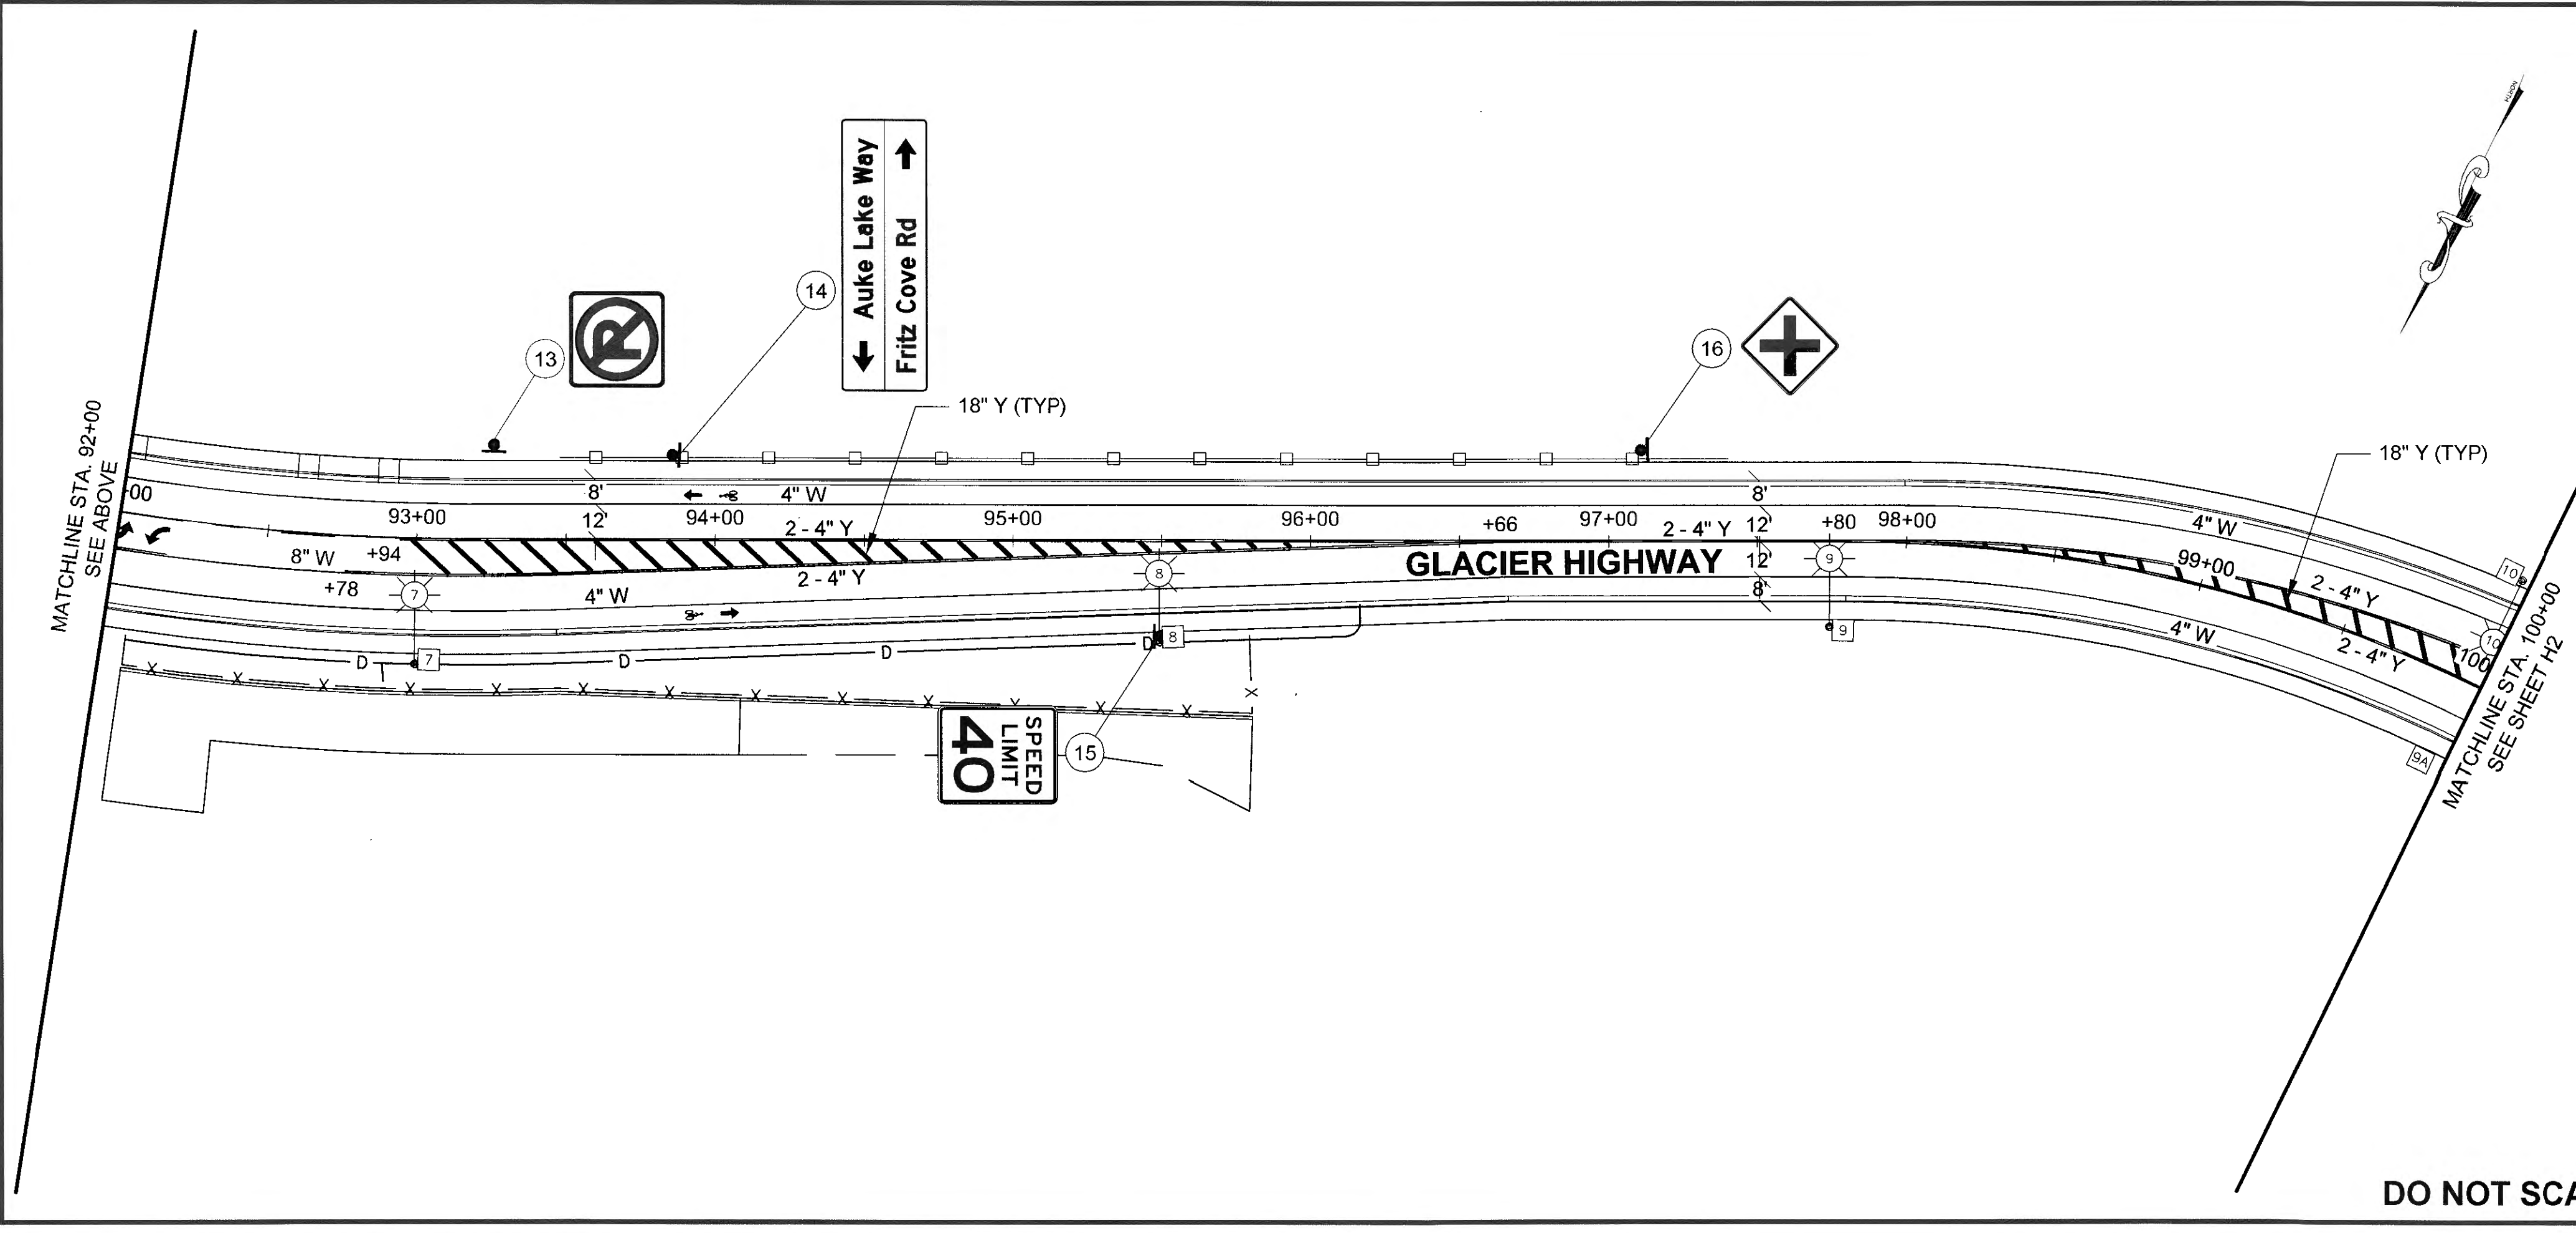 NORTH
Auke Lake Way
Fritz Cove Rd
14
13
P
16
18" Y (TYP)
18" Y (TYP)
MATCHLINE STA. 92+00
SEE ABOVE
+00
8'
4" W
8'
93+00
12'
94+00
2 - 4" Y
95+00
96+00
+66
97+00
2 - 4" Y
12'
+80
98+00
4" W
99+00
8" W
+94
+78
7
4" W
2 - 4" Y
8
GLACIER HIGHWAY
12'
8'
9
2 - 4" Y
4" W
2 - 4" Y
10
10
100
D
7
D
D
D
8
9
9A
X X X X X X X X X X X X X X
SPEED
LIMIT
40
15
MATCHLINE STA. 100+00
SEE SHEET H2
DO NOT SCA